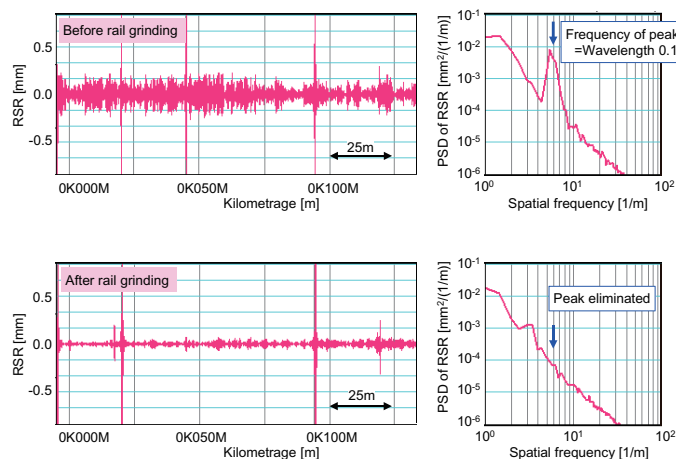 Before rail grinding
0.5
0.0
-0.5
RSR [mm]
25m
0K000M
0K050M
0K100M
Kilometrage [m]
Frequency of peak
=Wavelength 0.1
10-1
10-2
10-3
10-4
10-5
10-6
PSD of RSR [mm2/(1/m)]
100
101
102
Spatial frequency [1/m]
After rail grinding
0.5
0.0
-0.5
RSR [mm]
25m
0K000M
0K050M
0K100M
Kilometrage [m]
Peak eliminated
10-1
10-2
10-3
10-4
10-5
10-6
PSD of RSR [mm2/(1/m)]
100
101
102
Spatial frequency [1/m]